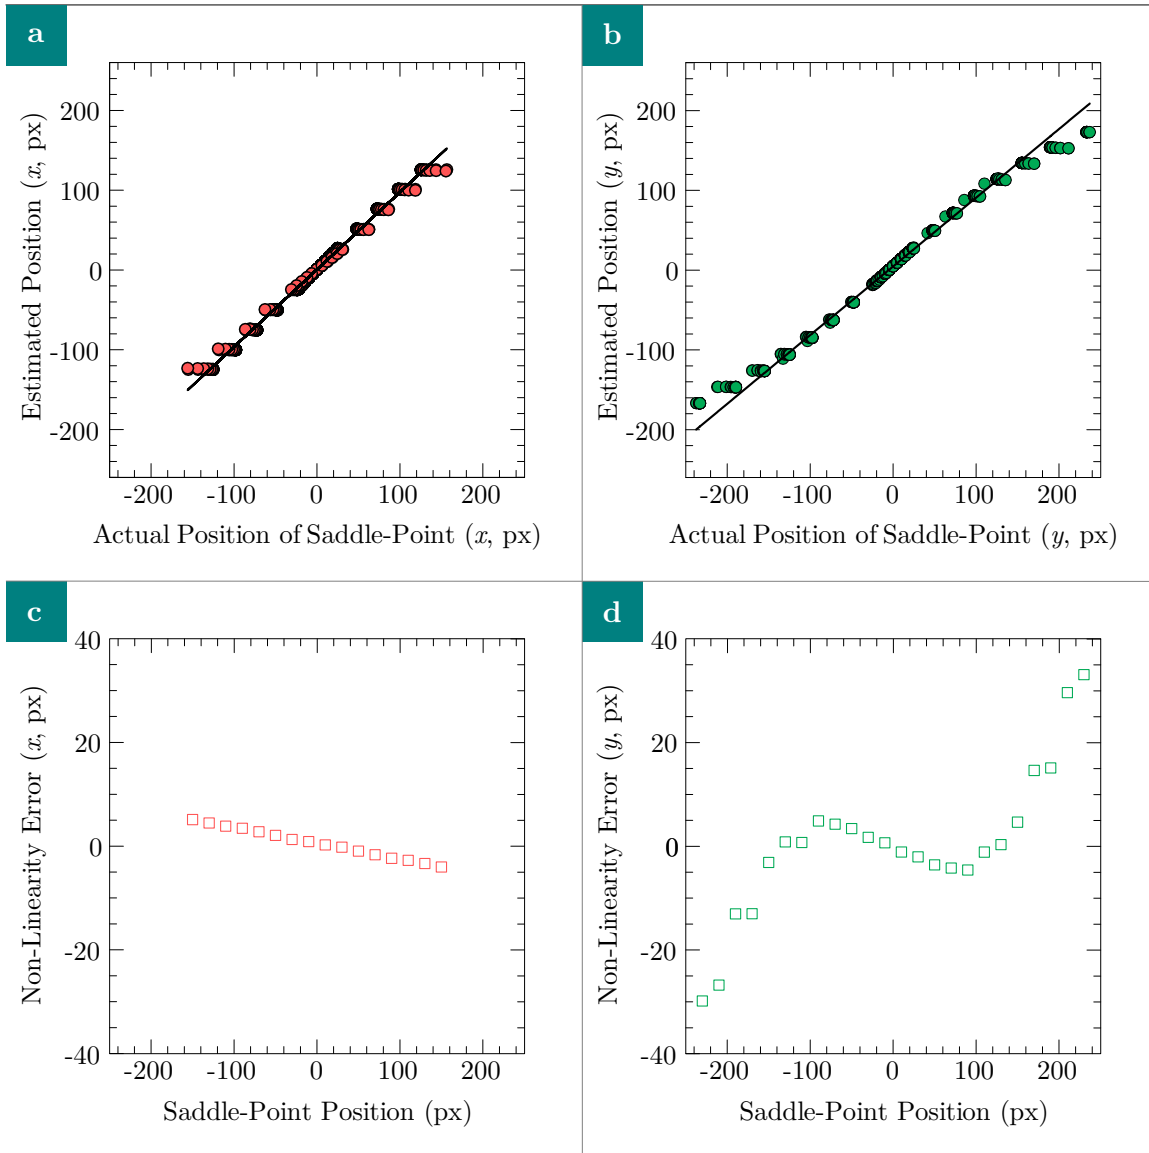 a
Estimated Position (x, px)
200
100
0
-100
-200
-200 -100 0 100 200
Actual Position of Saddle-Point (x, px)
b
Estimated Position (y, px)
200
100
0
-100
-200
-200 -100 0 100 200
Actual Position of Saddle-Point (y, px)
c
Non-Linearity Error (x, px)
40
20
0
-20
-40
-200 -100 0 100 200
Saddle-Point Position (px)
d
Non-Linearity Error (y, px)
40
20
0
-20
-40
-200 -100 0 100 200
Saddle-Point Position (px)